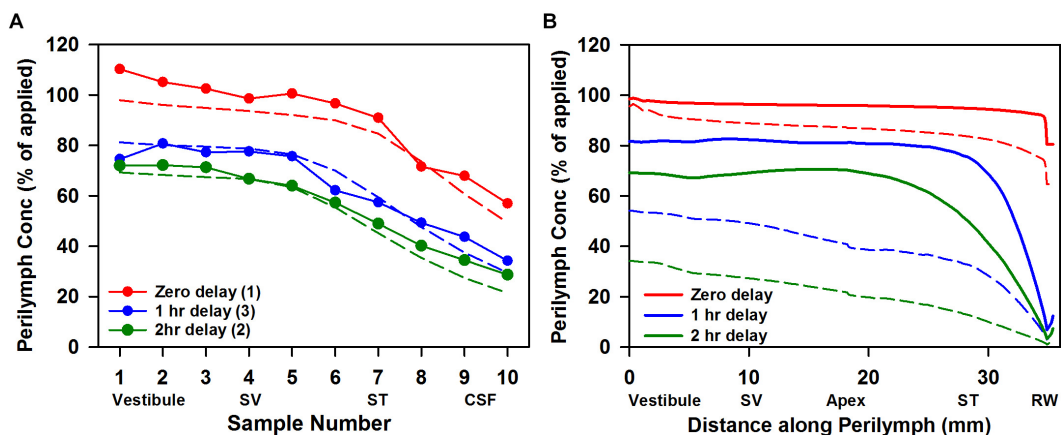 A
Perilymph Conc (% of applied)
120
100
80
60
40
20
0
Zero delay (1)
1 hr delay (3)
2hr delay (2)
1 2 3 4 5 6 7 8 9 10
Vestibule SV ST CSF
Sample Number
B
Perilymph Conc (% of applied)
120
100
80
60
40
20
0
Zero delay
1 hr delay
2 hr delay
0 10 20 30
Vestibule SV Apex ST RW
Distance along Perilymph (mm)